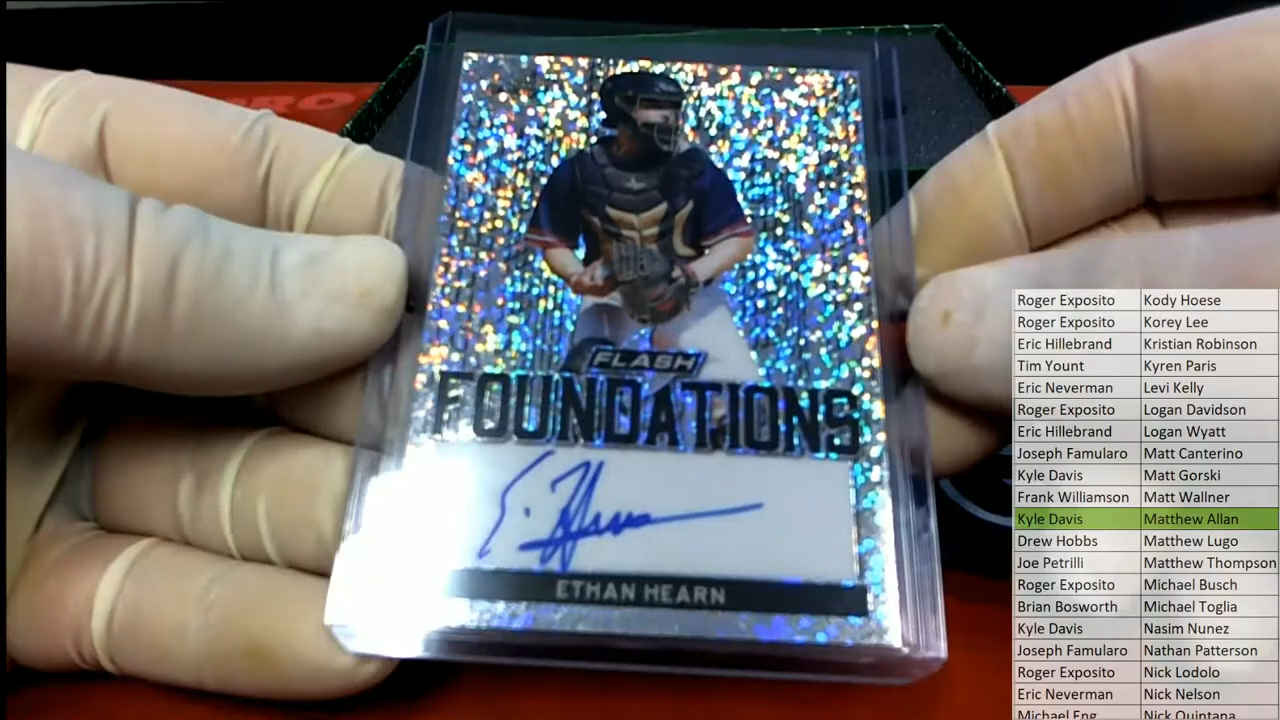 FLASH
FOUNDATIONS
E. Hearn
ETHAN HEARN
Roger Exposito Kody Hoese
Roger Exposito Korey Lee
Eric Hillebrand Kristian Robinson
Tim Yount Kyren Paris
Eric Neverman Levi Kelly
Roger Exposito Logan Davidson
Eric Hillebrand Logan Wyatt
Joseph Famularo Matt Canterino
Kyle Davis Matt Gorski
Frank Williamson Matt Wallner
Kyle Davis Matthew Allan
Drew Hobbs Matthew Lugo
Joe Petrilli Matthew Thompson
Roger Exposito Michael Busch
Brian Bosworth Michael Toglia
Kyle Davis Nasim Nunez
Joseph Famularo Nathan Patterson
Roger Exposito Nick Lodolo
Eric Neverman Nick Nelson
Michael Eng Nick Quintana